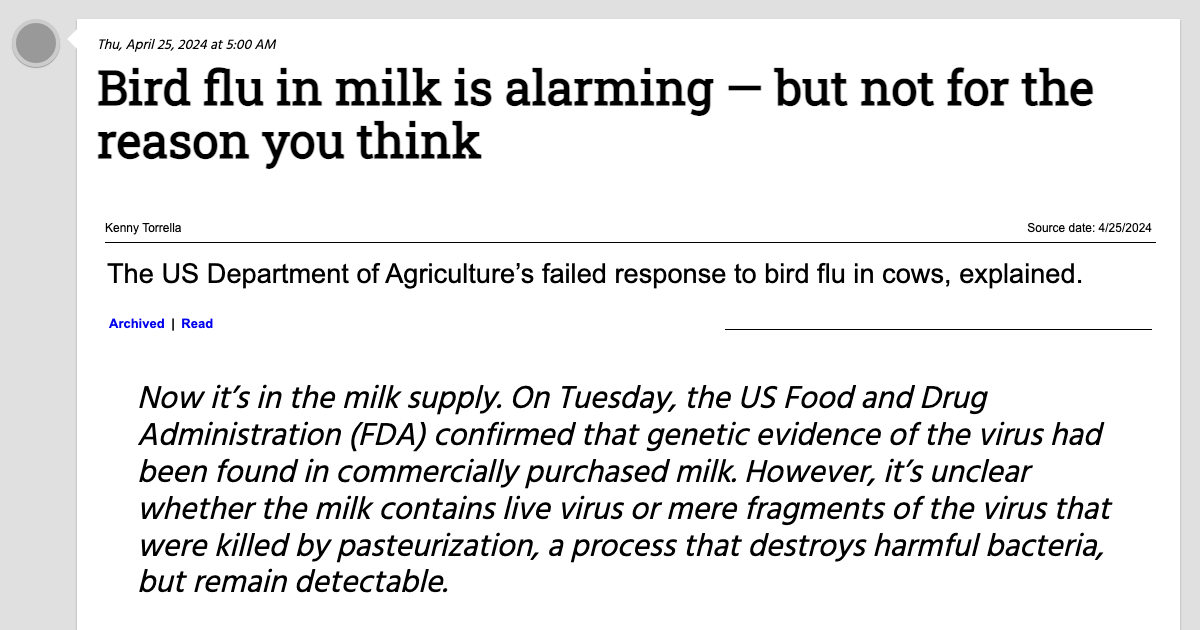 Thu, April 25, 2024 at 5:00 AM
Bird flu in milk is alarming — but not for the
reason you think
Kenny Torrella
Source date: 4/25/2024
The US Department of Agriculture’s failed response to bird flu in cows, explained.
Archived | Read
Now it’s in the milk supply. On Tuesday, the US Food and Drug
Administration (FDA) confirmed that genetic evidence of the virus had
been found in commercially purchased milk. However, it’s unclear
whether the milk contains live virus or mere fragments of the virus that
were killed by pasteurization, a process that destroys harmful bacteria,
but remain detectable.